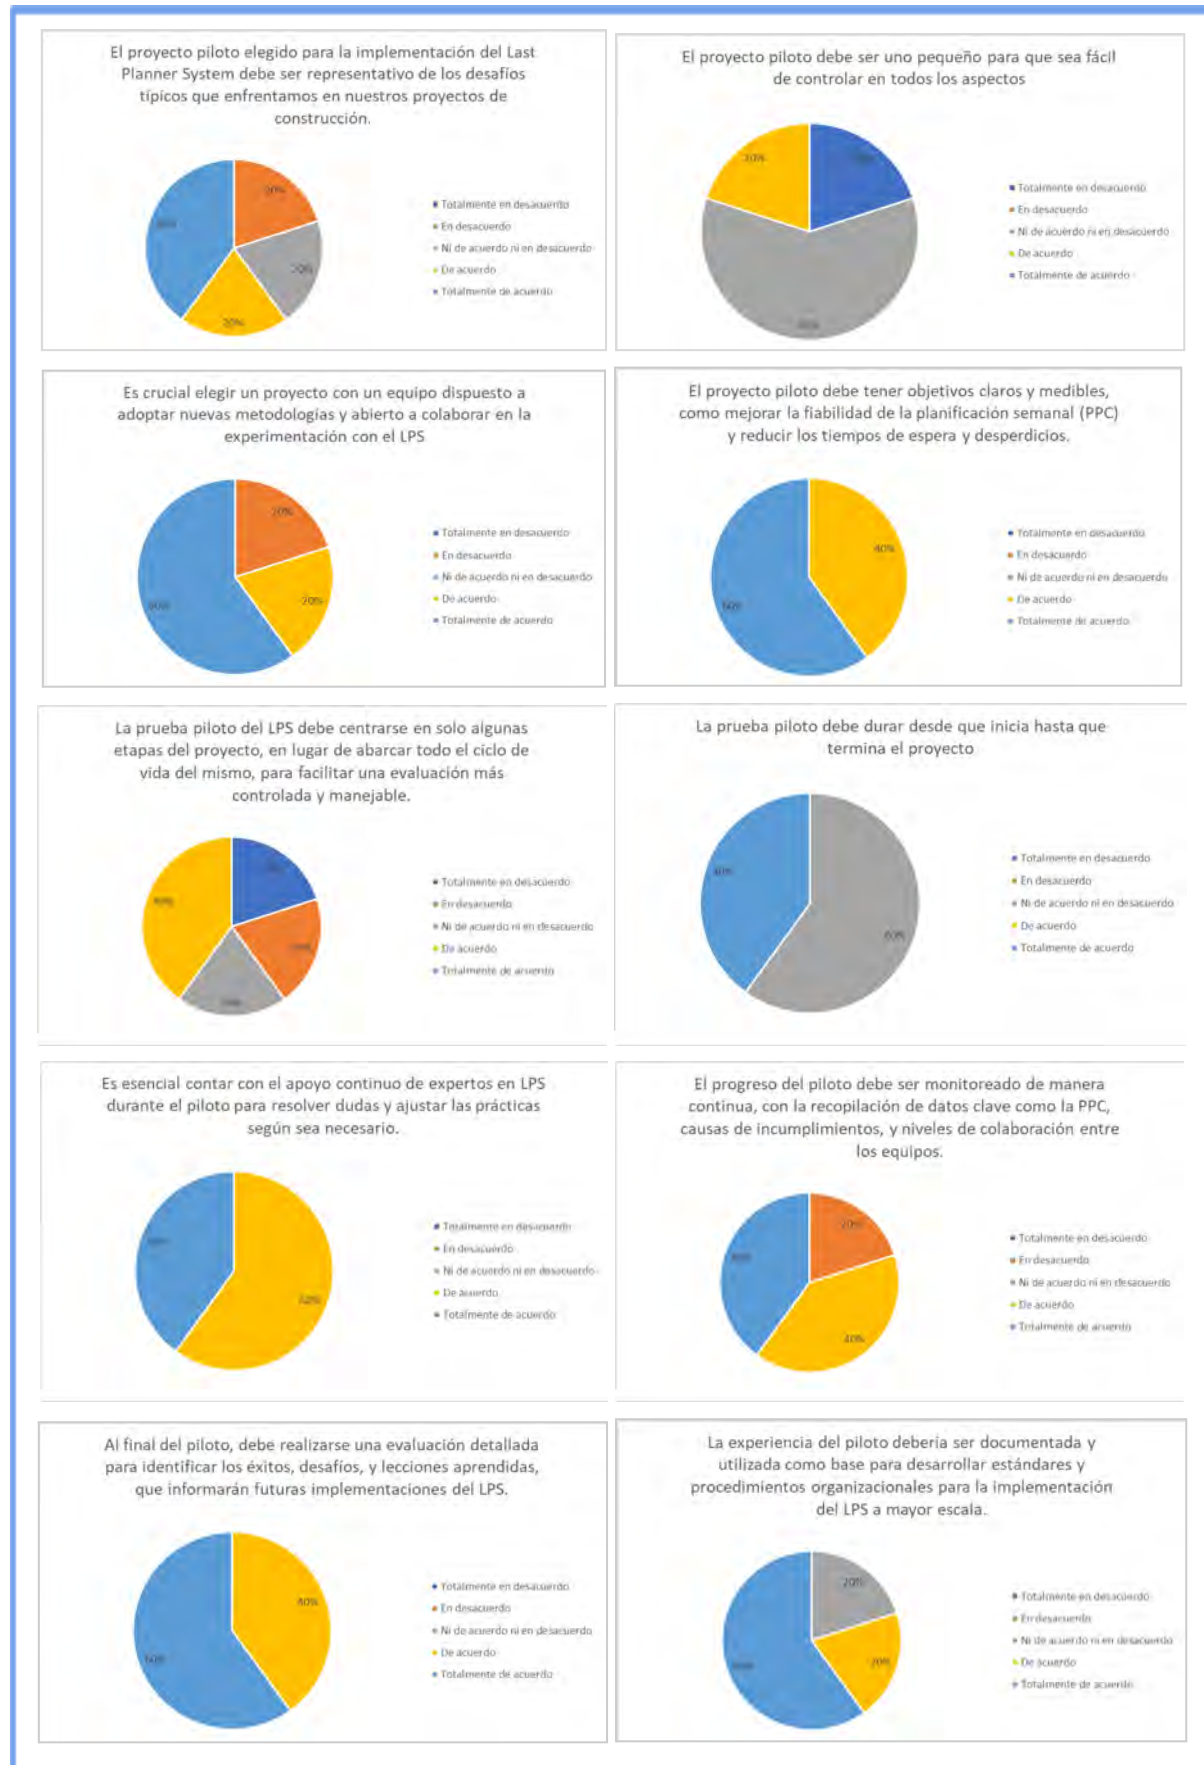 El proyecto piloto elegido para la implementación del Last
Planner System debe ser representativo de los desafíos
típicos que enfrentamos en nuestros proyectos de
construcción.
20%
20%
20%
Totalmente en desacuerdo
En desacuerdo
Ni de acuerdo ni en desacuerdo
De acuerdo
Totalmente de acuerdo
El proyecto piloto debe ser uno pequeño para que sea fácil
de controlar en todos los aspectos
20%
Totalmente en desacuerdo
En desacuerdo
Ni de acuerdo ni en desacuerdo
De acuerdo
Totalmente de acuerdo
Es crucial elegir un proyecto con un equipo dispuesto a
adoptar nuevas metodologías y abierto a colaborar en la
experimentación con el LPS
20%
20%
60%
Totalmente en desacuerdo
En desacuerdo
Ni de acuerdo ni en desacuerdo
De acuerdo
Totalmente de acuerdo
El proyecto piloto debe tener objetivos claros y medibles,
como mejorar la fiabilidad de la planificación semanal (PPC)
y reducir los tiempos de espera y desperdicios.
40%
60%
Totalmente en desacuerdo
En desacuerdo
Ni de acuerdo ni en desacuerdo
De acuerdo
Totalmente de acuerdo
La prueba piloto del LPS debe centrarse en solo algunas
etapas del proyecto, en lugar de abarcar todo el ciclo de
vida del mismo, para facilitar una evaluación más
controlada y manejable.
Totalmente en desacuerdo
En desacuerdo
Ni de acuerdo ni en desacuerdo
De acuerdo
Totalmente de acuerdo
La prueba piloto debe durar desde que inicia hasta que
termina el proyecto
40%
60%
Totalmente en desacuerdo
En desacuerdo
Ni de acuerdo ni en desacuerdo
De acuerdo
Totalmente de acuerdo
Es esencial contar con el apoyo continuo de expertos en LPS
durante el piloto para resolver dudas y ajustar las prácticas
según sea necesario.
Totalmente en desacuerdo
En desacuerdo
Ni de acuerdo ni en desacuerdo
De acuerdo
Totalmente de acuerdo
El progreso del piloto debe ser monitoreado de manera
continua, con la recopilación de datos clave como la PPC,
causas de incumplimientos, y niveles de colaboración entre
los equipos.
20%
40%
Totalmente en desacuerdo
En desacuerdo
Ni de acuerdo ni en desacuerdo
De acuerdo
Totalmente de acuerdo
Al final del piloto, debe realizarse una evaluación detallada
para identificar los éxitos, desafíos, y lecciones aprendidas,
que informarán futuras implementaciones del LPS.
40%
60%
Totalmente en desacuerdo
En desacuerdo
Ni de acuerdo ni en desacuerdo
De acuerdo
Totalmente de acuerdo
La experiencia del piloto debería ser documentada y
utilizada como base para desarrollar estándares y
procedimientos organizacionales para la implementación
del LPS a mayor escala.
20%
20%
Totalmente en desacuerdo
En desacuerdo
Ni de acuerdo ni en desacuerdo
De acuerdo
Totalmente de acuerdo